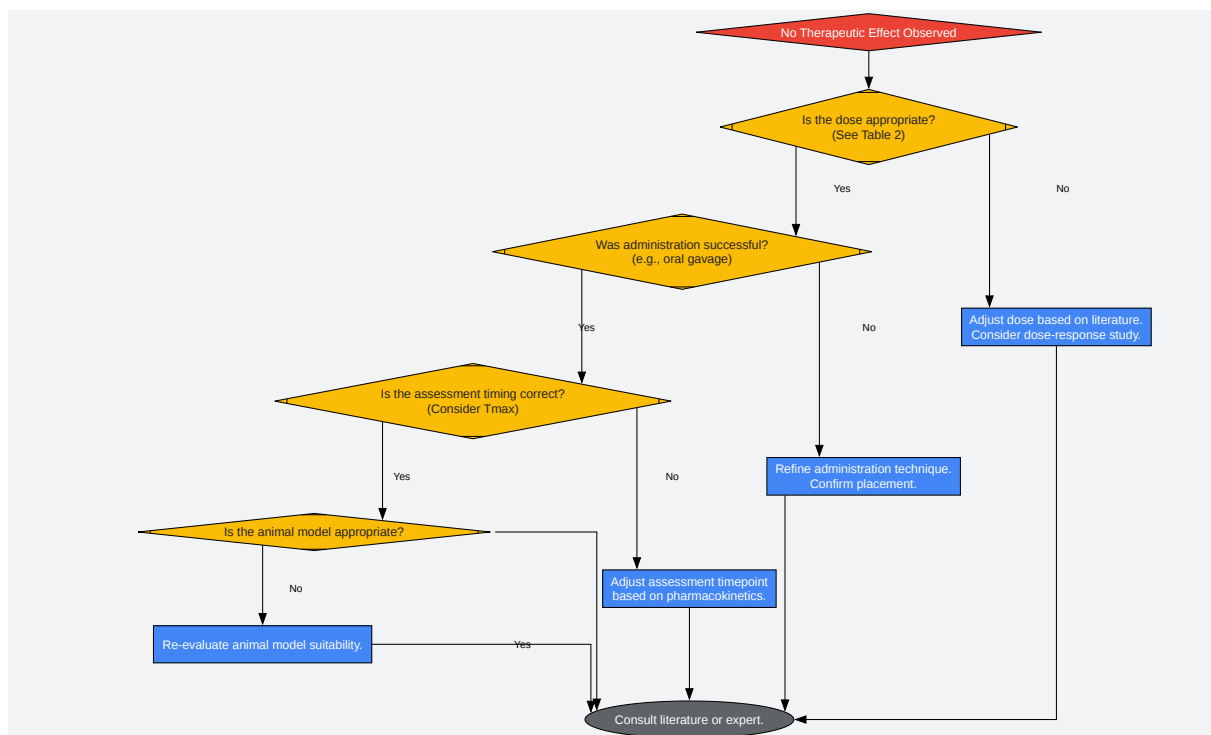 No Therapeutic Effect Observed
Is the dose appropriate?
(See Table 2)
Yes
No
Was administration successful?
(e.g., oral gavage)
Yes
No
Adjust dose based on literature.
Consider dose-response study.
Is the assessment timing correct?
(Consider Tmax)
Yes
No
Refine administration technique.
Confirm placement.
Is the animal model appropriate?
No
Adjust assessment timepoint
based on pharmacokinetics.
Re-evaluate animal model suitability.
Yes
Consult literature or expert.